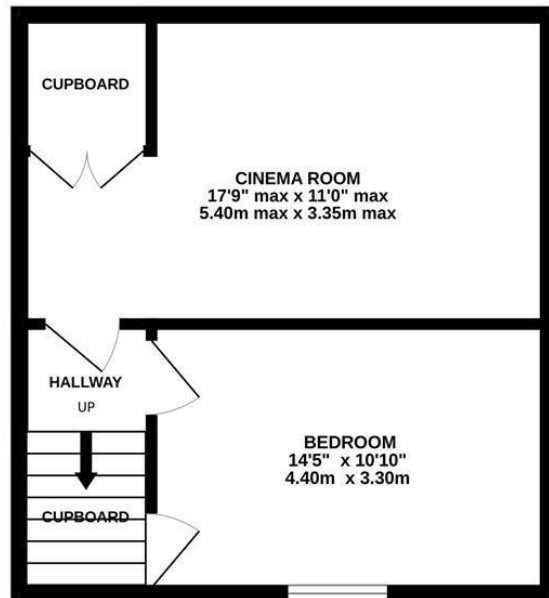 CUPBOARD
CINEMA ROOM
17'9" max x 11'0" max
5.40m max x 3.35m max
HALLWAY
UP
BEDROOM
14'5" x 10'10"
4.40m x 3.30m
CUPBOARD